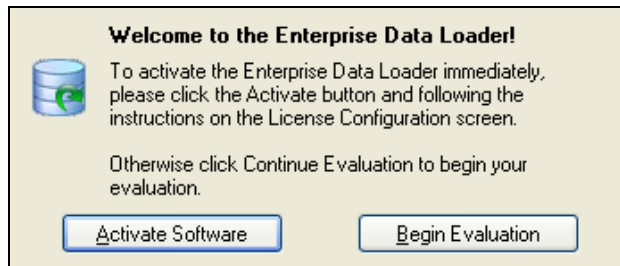 Welcome to the Enterprise Data Loader!
To activate the Enterprise Data Loader immediately,
please click the Activate button and following the
instructions on the License Configuration screen.
Otherwise click Continue Evaluation to begin your
evaluation.
Activate Software
Begin Evaluation